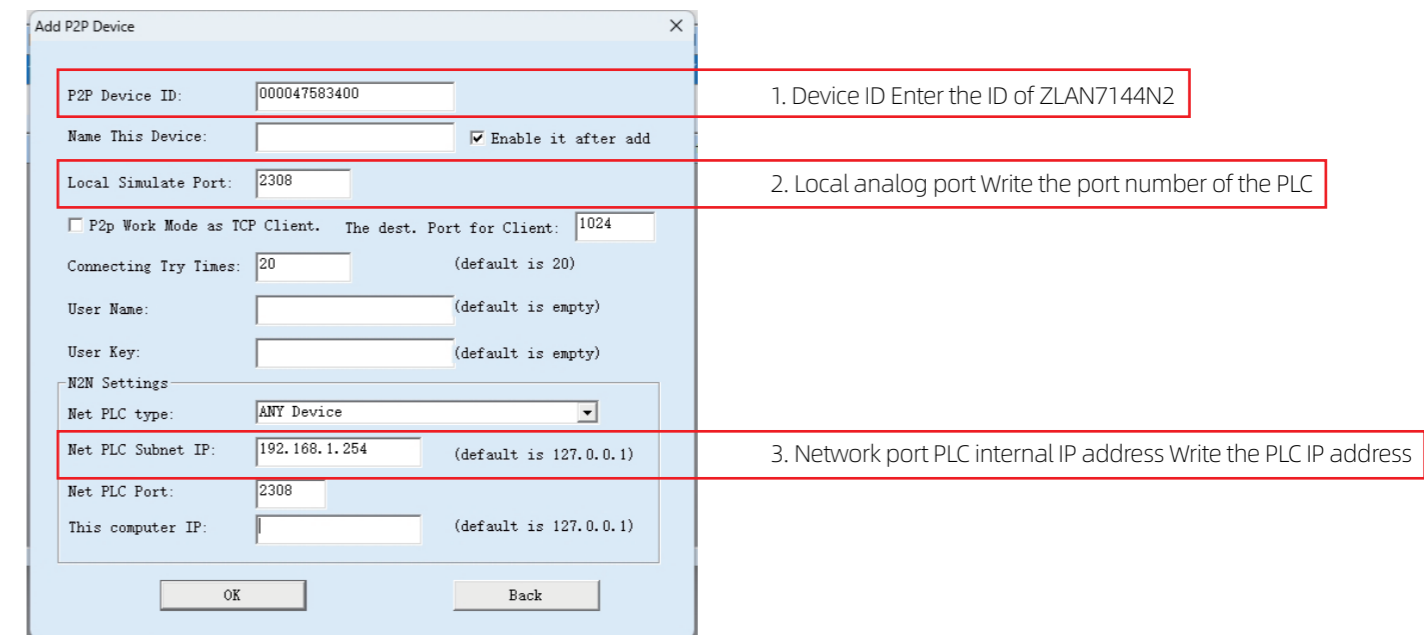 Add P2P Device
P2P Device ID: 000047583400 1. Device ID Enter the ID of ZLAN7144N2
Name This Device: Enable it after add
Local Simulate Port: 2308 2. Local analog port Write the port number of the PLC
P2p Work Mode as TCP Client. The dest. Port for Client: 1024
Connecting Try Times: 20 (default is 20)
User Name: (default is empty)
User Key: (default is empty)
N2N Settings
Net PLC type: ANY Device
Net PLC Subnet IP: 192.168.1.254 (default is 127.0.0.1) 3. Network port PLC internal IP address Write the PLC IP address
Net PLC Port: 2308
This computer IP: (default is 127.0.0.1)
OK Back